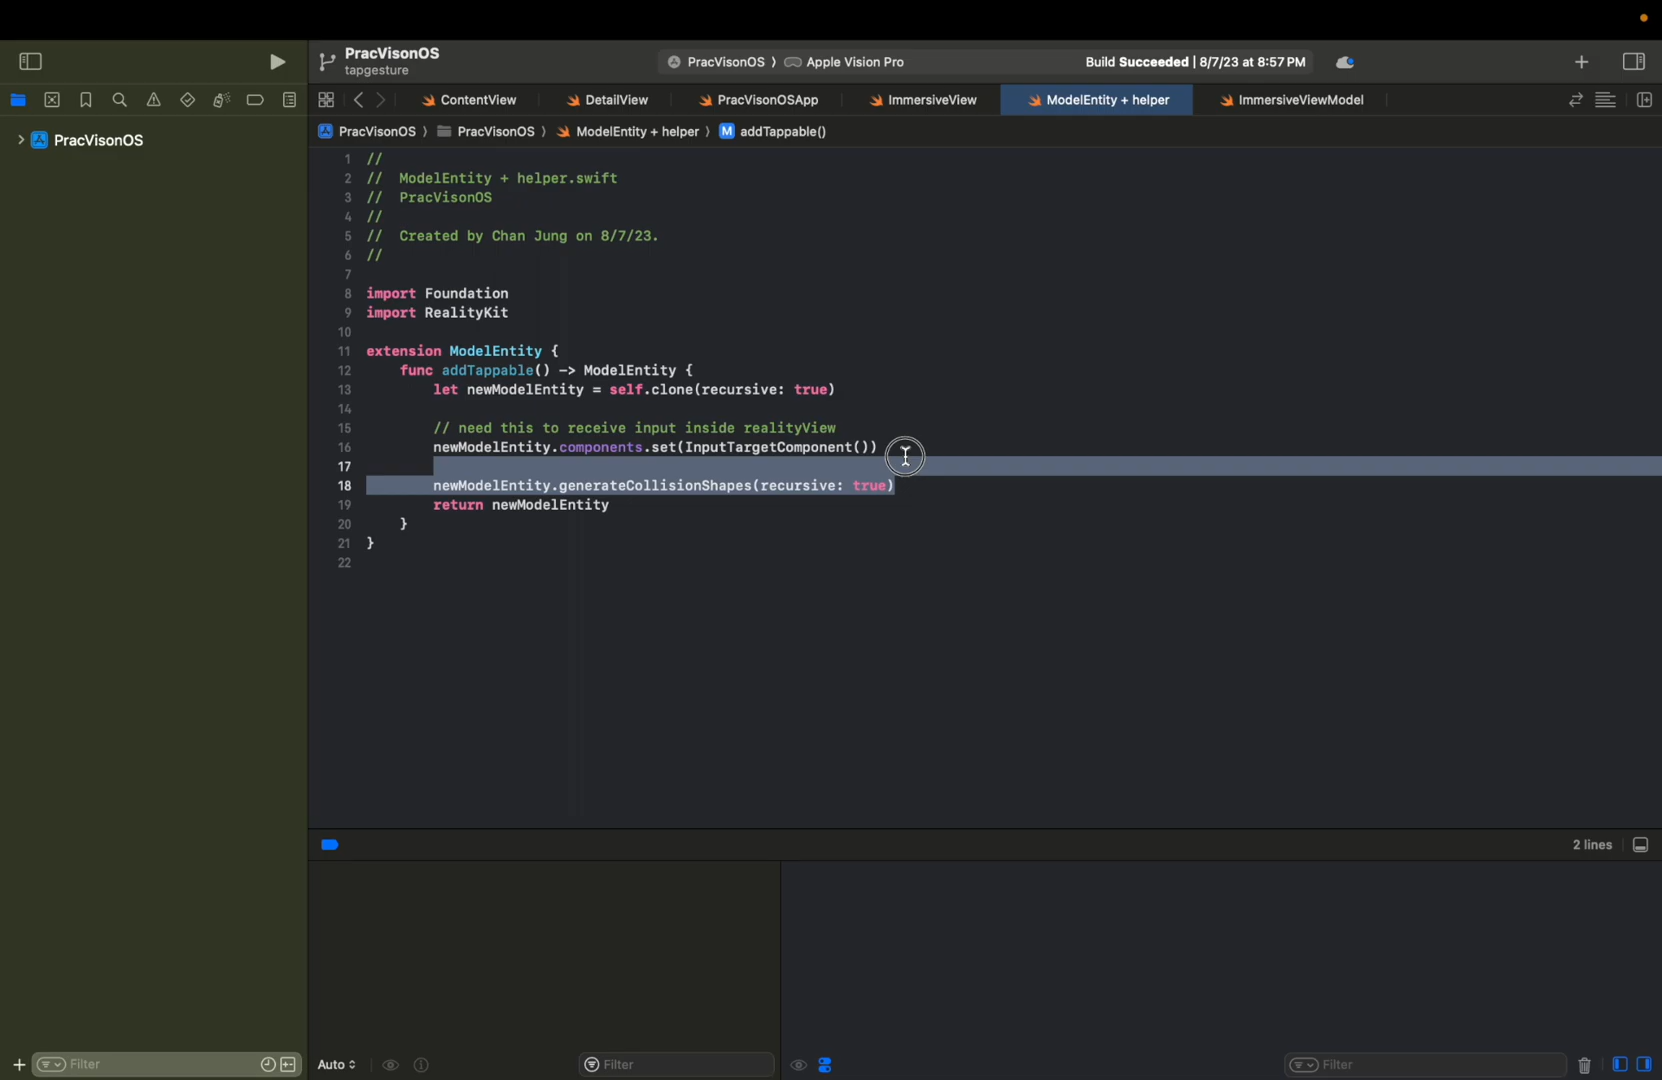 PracVisonOS
tapgesture
PracVisonOS 〉 Apple Vision Pro
Build Succeeded | 8/7/23 at 8:57 PM
ContentView
DetailView
PracVisonOSApp
ImmersiveView
ModelEntity + helper
ImmersiveViewModel
PracVisonOS
PracVisonOS 〉 PracVisonOS 〉 ModelEntity + helper 〉 M addTappable()
1 //
2 //  ModelEntity + helper.swift
3 //  PracVisonOS
4 //
5 //  Created by Chan Jung on 8/7/23.
6 //
7
8 import Foundation
9 import RealityKit
10
11 extension ModelEntity {
12     func addTappable() -> ModelEntity {
13         let newModelEntity = self.clone(recursive: true)
14
15         // need this to receive input inside realityView
16         newModelEntity.components.set(InputTargetComponent())
17
18         newModelEntity.generateCollisionShapes(recursive: true)
19         return newModelEntity
20     }
21 }
22
2 lines
Filter
Auto
Filter
Filter